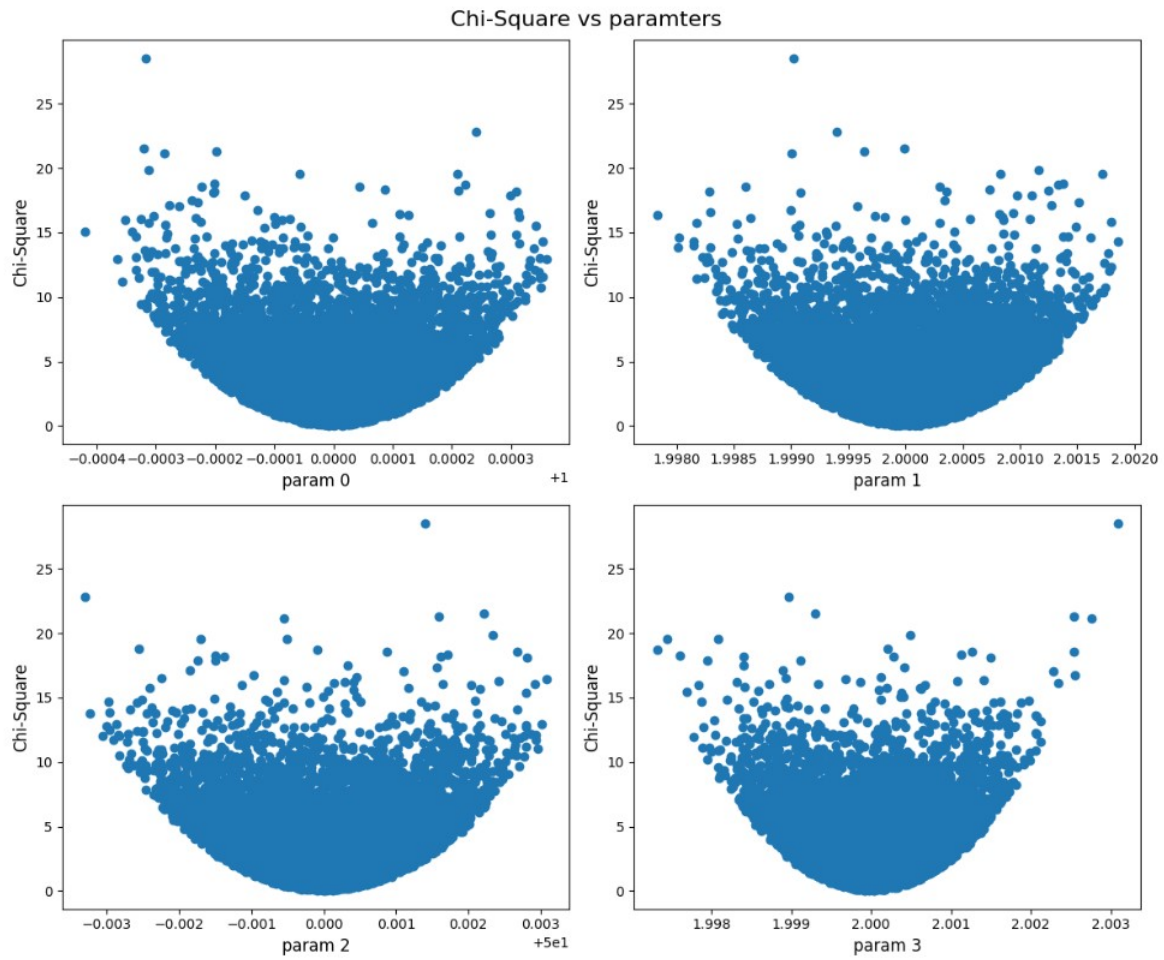 Chi-Square vs paramters
25
20
15
10
5
0
Chi-Square
−0.0004 −0.0003 −0.0002 −0.0001 0.0000 0.0001 0.0002 0.0003
param 0
+1
25
20
15
10
5
0
Chi-Square
1.9980 1.9985 1.9990 1.9995 2.0000 2.0005 2.0010 2.0015 2.0020
param 1
25
20
15
10
5
0
Chi-Square
−0.003 −0.002 −0.001 0.000 0.001 0.002 0.003
param 2
+5e1
25
20
15
10
5
0
Chi-Square
1.998 1.999 2.000 2.001 2.002 2.003
param 3